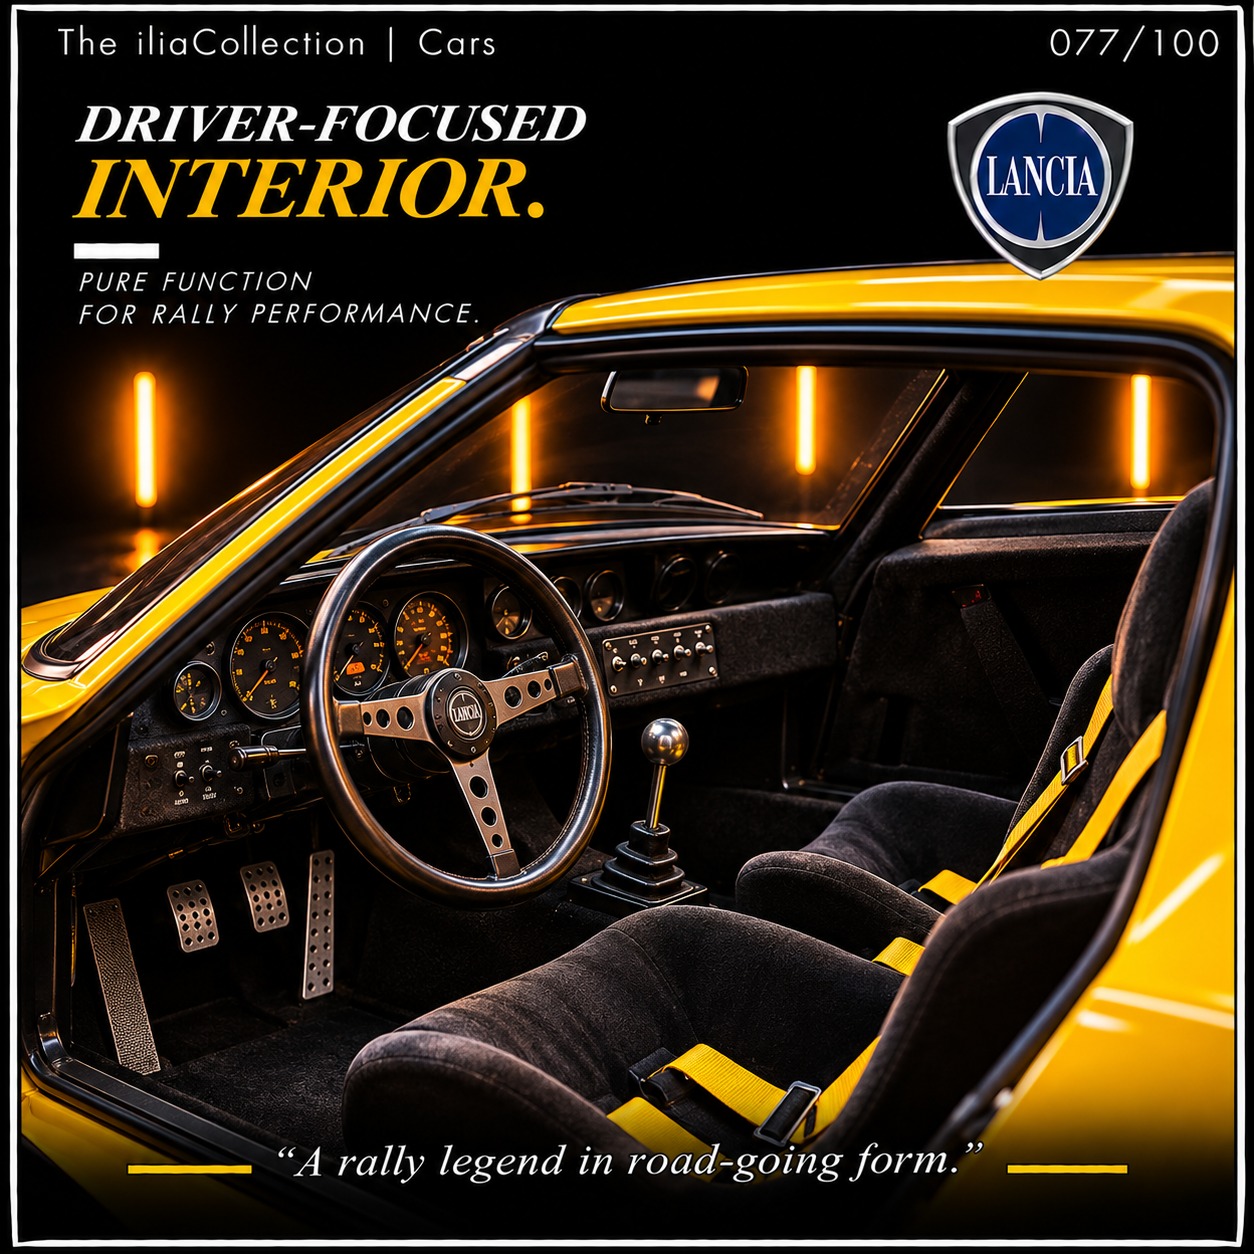 The iliaCollection | Cars
077/100
DRIVER-FOCUSED
INTERIOR.
PURE FUNCTION
FOR RALLY PERFORMANCE.
LANCIA
LANCIA
“A rally legend in road-going form.”